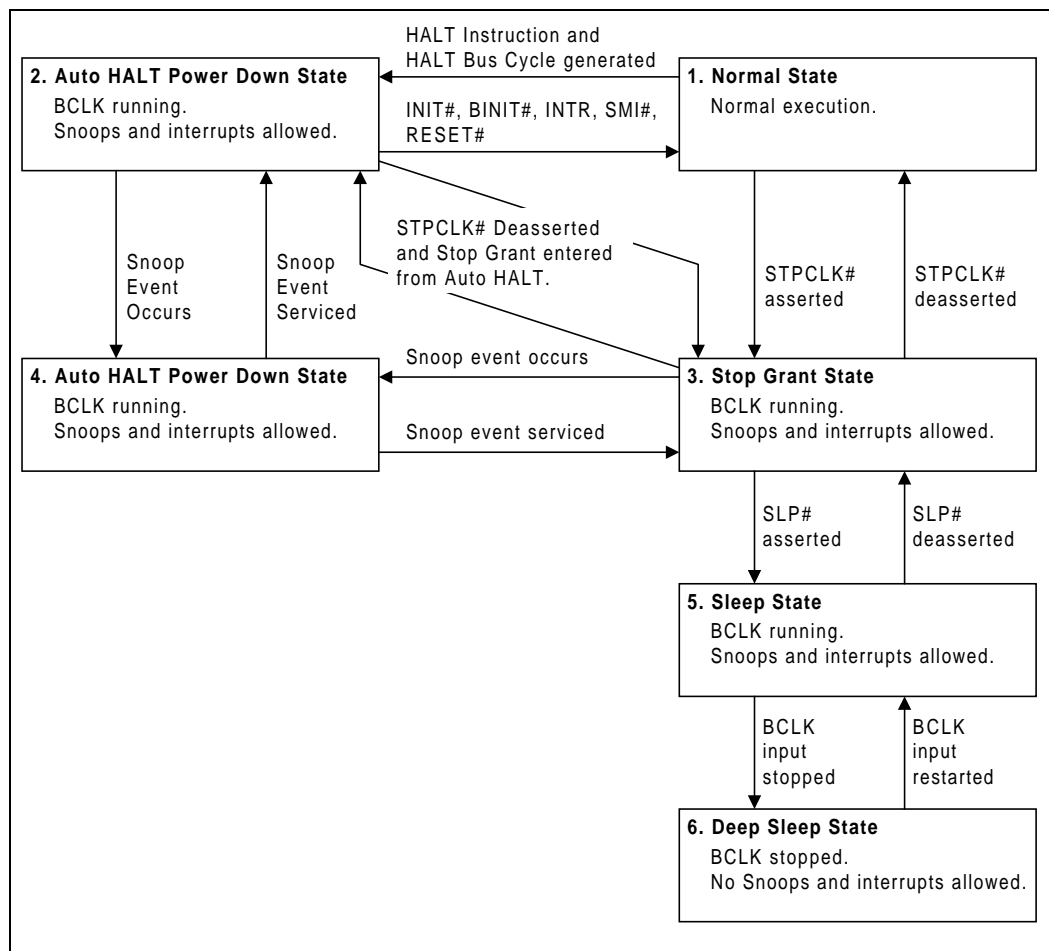 HALT Instruction and
HALT Bus Cycle generated
2. Auto HALT Power Down State
BCLK running.
Snoops and interrupts allowed.
1. Normal State
Normal execution.
INIT#, BINIT#, INTR, SMI#,
RESET#
STPCLK# Deasserted
and Stop Grant entered
from Auto HALT.
Snoop
Event
Occurs
Snoop
Event
Serviced
STPCLK#
asserted
STPCLK#
deasserted
4. Auto HALT Power Down State
BCLK running.
Snoops and interrupts allowed.
Snoop event occurs
Snoop event serviced
3. Stop Grant State
BCLK running.
Snoops and interrupts allowed.
SLP#
asserted
SLP#
deasserted
5. Sleep State
BCLK running.
Snoops and interrupts allowed.
BCLK
input
stopped
BCLK
input
restarted
6. Deep Sleep State
BCLK stopped.
No Snoops and interrupts allowed.